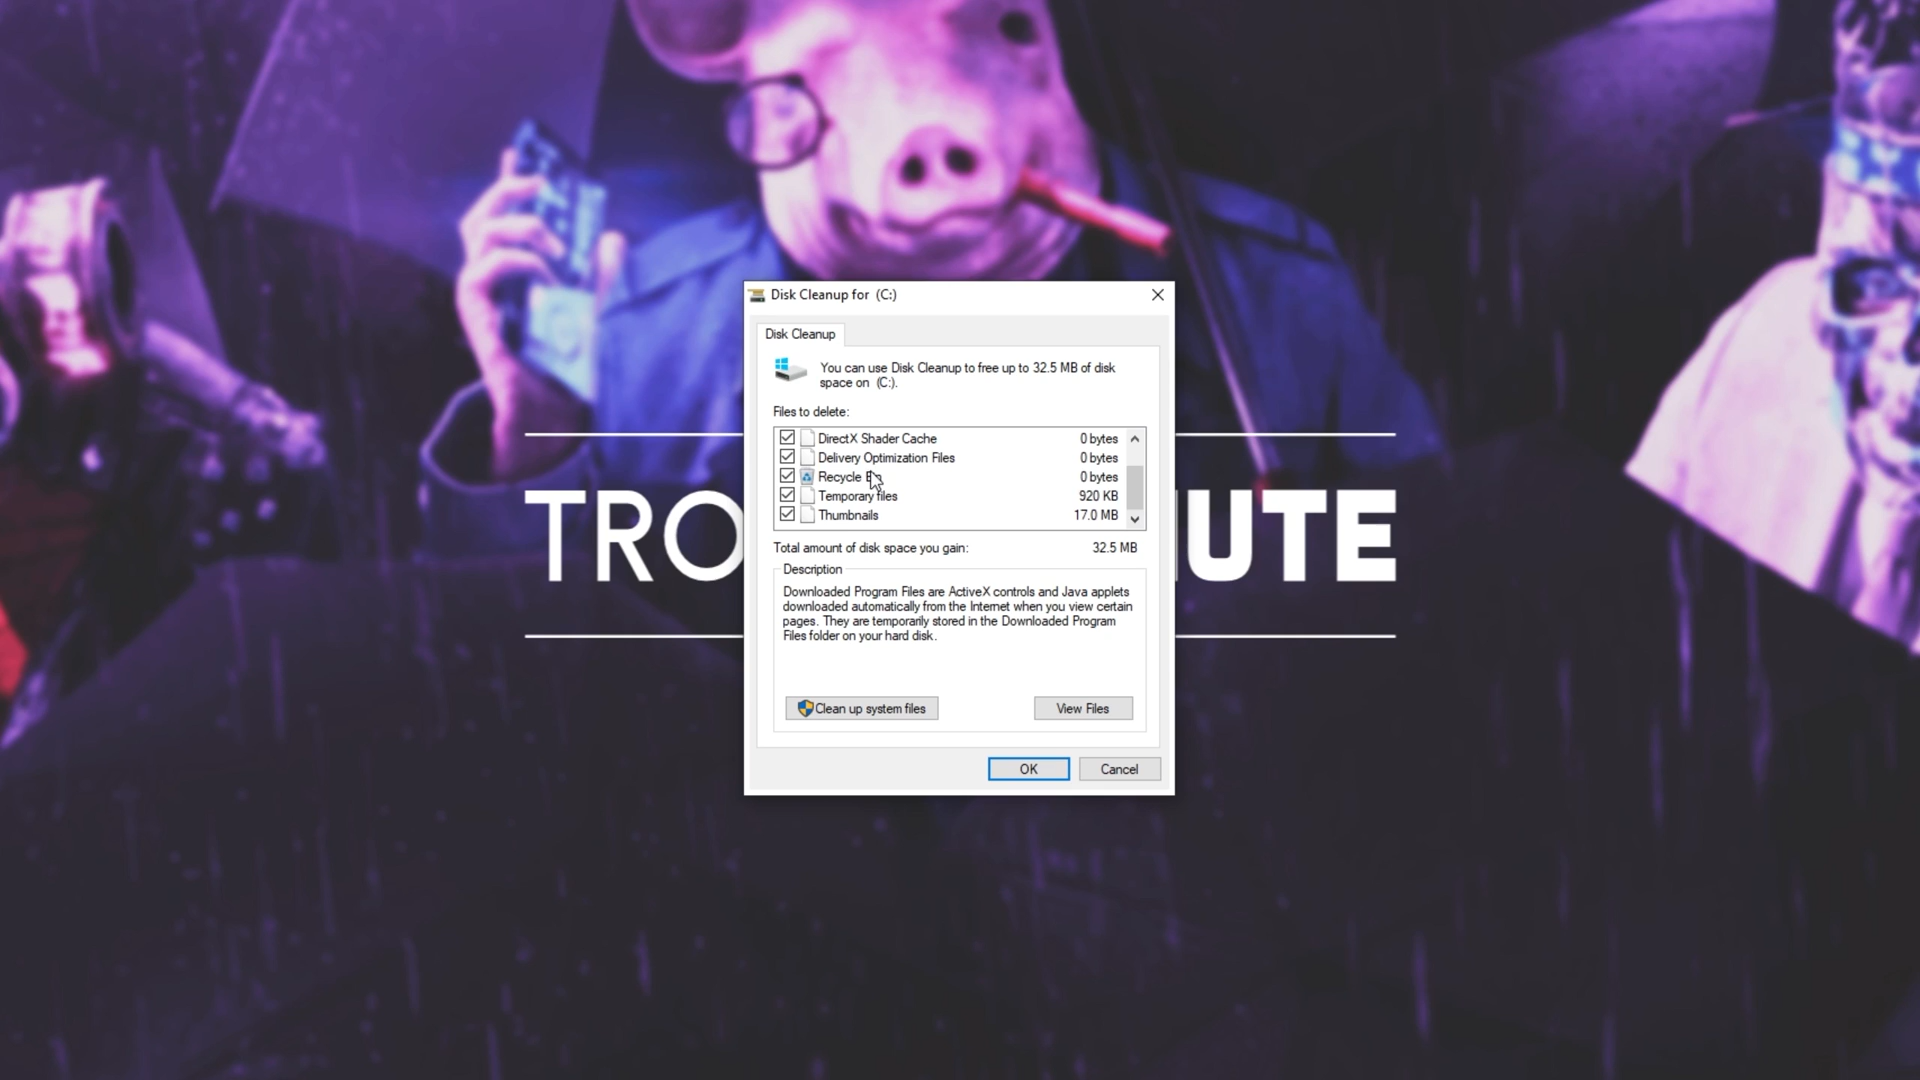 Disk Cleanup for (C:)
Disk Cleanup
You can use Disk Cleanup to free up to 32.5 MB of disk
space on (C:).
Files to delete:
DirectX Shader Cache 0 bytes
Delivery Optimization Files 0 bytes
Recycle 0 bytes
Temporary files 920 KB
Thumbnails 17.0 MB
Total amount of disk space you gain: 32.5 MB
Description
Downloaded Program Files are ActiveX controls and Java applets
downloaded automatically from the Internet when you view certain
pages. They are temporarily stored in the Downloaded Program
Files folder on your hard disk.
Clean up system files View Files
OK Cancel